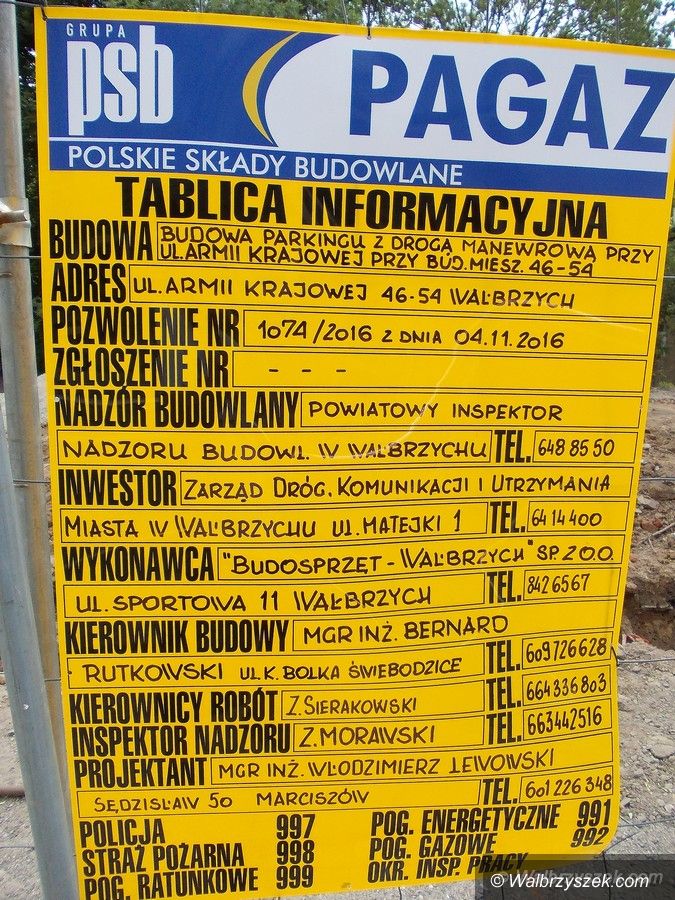 GRUPA
psb PAGAZ
POLSKIE SKŁADY BUDOWLANE
TABLICA INFORMACYJNA
BUDOWA BUDOWA PARKINGU Z DROGĄ MANEWROWĄ PRZY
UL.ARMII KRAJOWEJ PRZY BUD.MIESZ. 46-54
ADRES UL.ARMII KRAJOWEJ 46-54 WAŁBRZYCH
POZWOLENIE NR 1074/2016 Z DNIA 04.11.2016
ZGŁOSZENIE NR - - -
NADZÓR BUDOWLANY POWIATOWY INSPEKTOR
NADZORU BUDOWL. W WAŁBRZYCHU TEL. 648 85 50
INWESTOR ZARZĄD DRÓG, KOMUNIKACJI I UTRZYMANIA
MIASTA W WAŁBRZYCHU UL.MATEJKI 1 TEL. 64 14 400
WYKONAWCA "BUDOSPRZĘT-WAŁBRZYCH" SP. Z O.O.
UL.SPORTOWA 11 WAŁBRZYCH TEL. 842 65 67
KIEROWNIK BUDOWY MGR INŻ. BERNARD
RUTKOWSKI UL K. BOLKA ŚWIEBODZICE TEL. 609726628
KIEROWNICY ROBÓT Z.SIERAKOWSKI TEL. 664336803
INSPEKTOR NADZORU Z.MORAWSKI TEL. 663442516
PROJEKTANT MGR INŻ. WŁODZIMIERZ LEWOWSKI
SĘDZISŁAW 50 MARCISZÓW TEL. 601 226 348
POLICJA 997 POG. ENERGETYCZNE 991
STRAŻ POŻARNA 998 POG. GAZOWE 992
POG. RATUNKOWE 999 OKR. INSP. PRACY
© Walbrzyszek.com